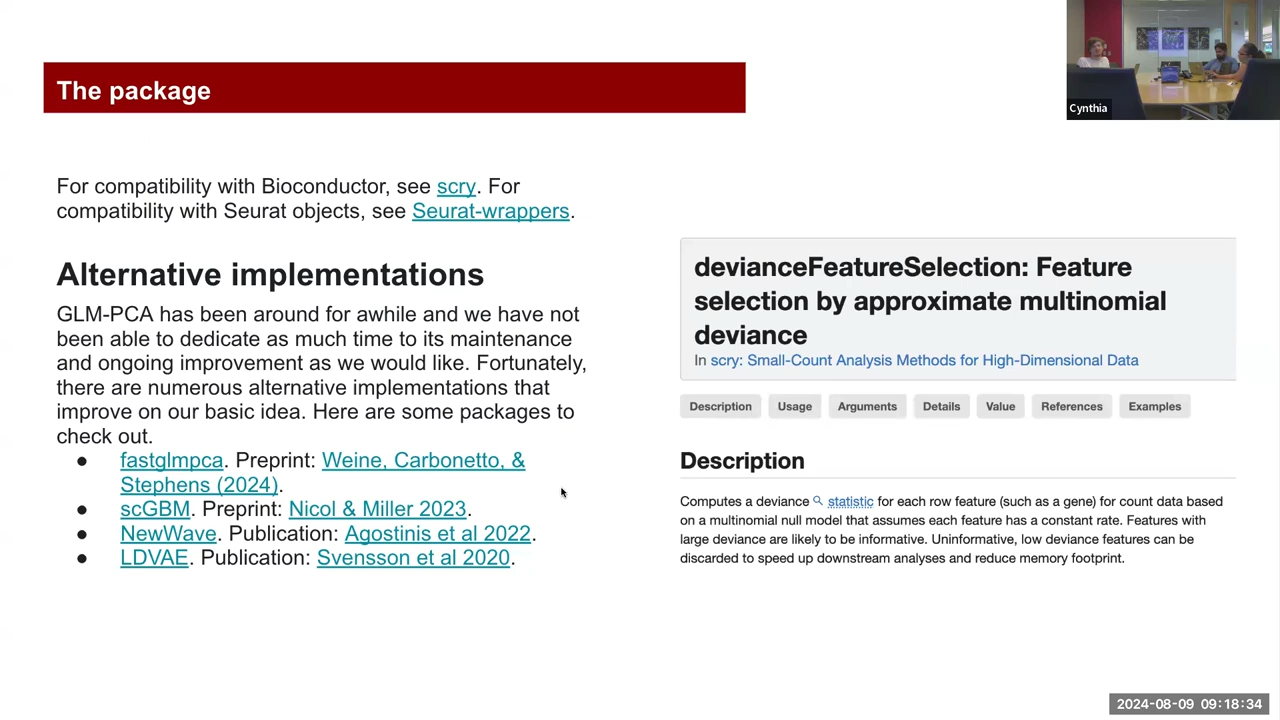 The package
Cynthia
For compatibility with Bioconductor, see scry. For
compatibility with Seurat objects, see Seurat-wrappers.
Alternative implementations
GLM-PCA has been around for awhile and we have not
been able to dedicate as much time to its maintenance
and ongoing improvement as we would like. Fortunately,
there are numerous alternative implementations that
improve on our basic idea. Here are some packages to
check out.
● fastglmpca. Preprint: Weine, Carbonetto, &
Stephens (2024).
● scGBM. Preprint: Nicol & Miller 2023.
● NewWave. Publication: Agostinis et al 2022.
● LDVAE. Publication: Svensson et al 2020.
devianceFeatureSelection: Feature
selection by approximate multinomial
deviance
In scry: Small-Count Analysis Methods for High-Dimensional Data
Description Usage Arguments Details Value References Examples
Description
Computes a deviance statistic for each row feature (such as a gene) for count data based
on a multinomial null model that assumes each feature has a constant rate. Features with
large deviance are likely to be informative. Uninformative, low deviance features can be
discarded to speed up downstream analyses and reduce memory footprint.
2024-08-09 09:18:34